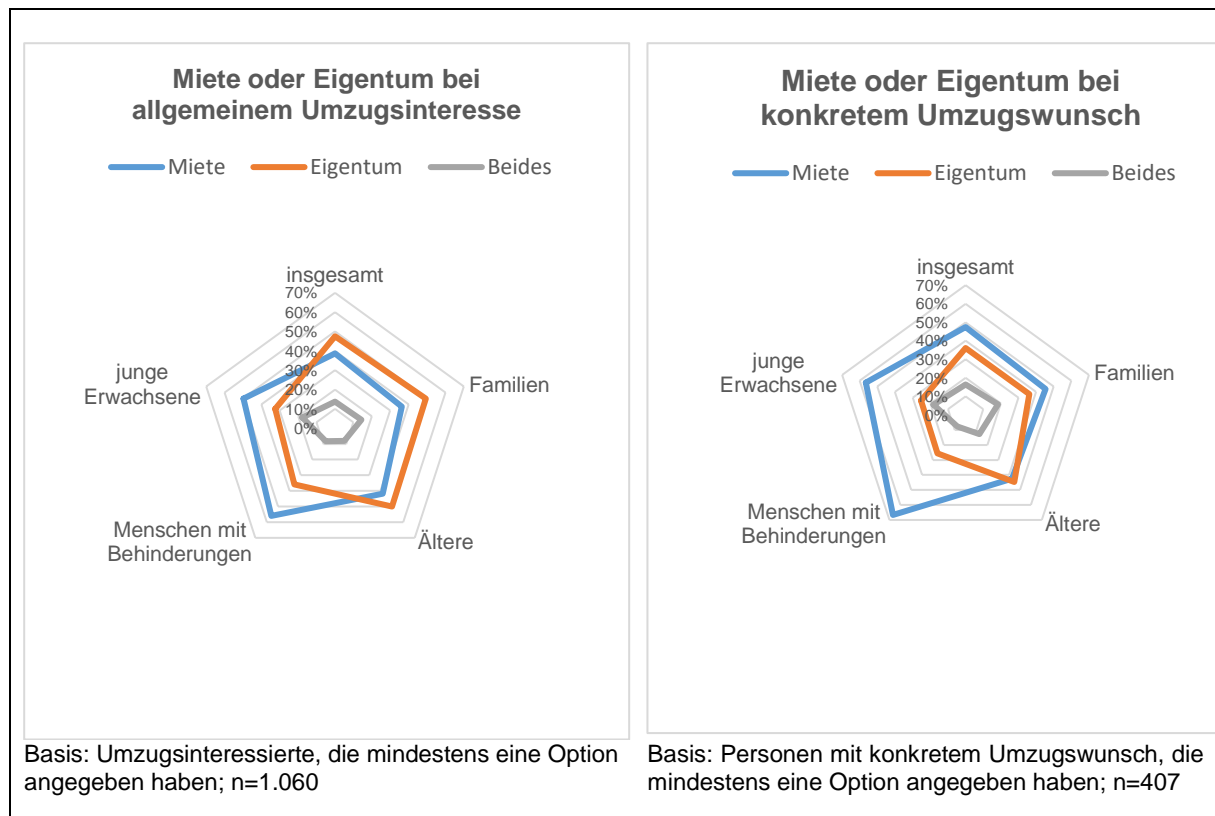 Miete oder Eigentum bei
allgemeinem Umzugsinteresse
Miete Eigentum Beides
insgesamt
70%
60%
50%
40%
30%
20%
10%
0%
Familien
Ältere
Menschen mit
Behinderungen
junge
Erwachsene
Basis: Umzugsinteressierte, die mindestens eine Option
angegeben haben; n=1.060
Miete oder Eigentum bei
konkretem Umzugswunsch
Miete Eigentum Beides
insgesamt
70%
60%
50%
40%
30%
20%
10%
0%
Familien
Ältere
Menschen mit
Behinderungen
junge
Erwachsene
Basis: Personen mit konkretem Umzugswunsch, die
mindestens eine Option angegeben haben; n=407